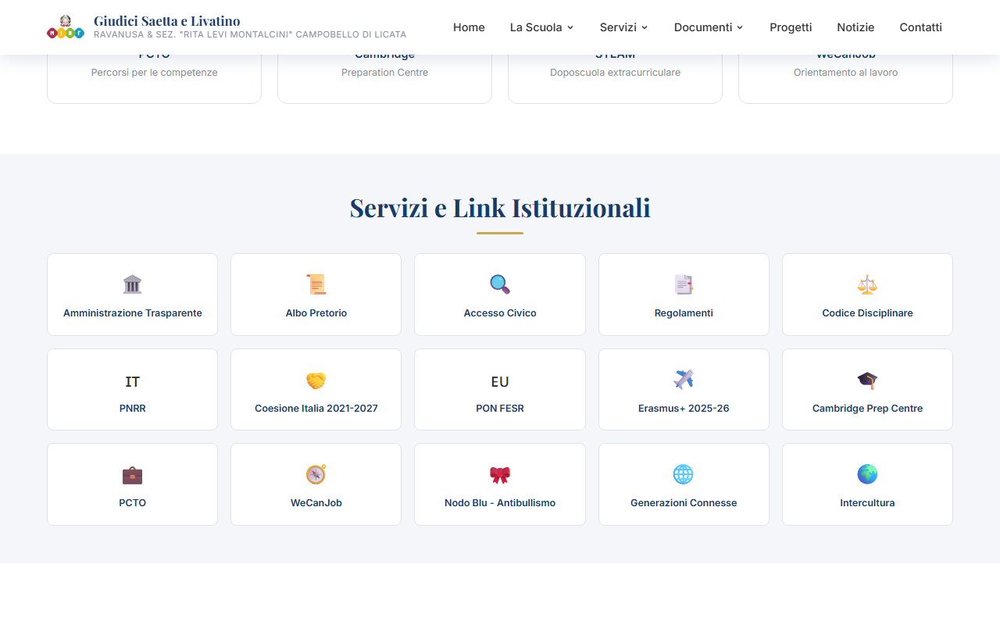 Giudici Saetta e Livatino
RAVANUSA & SEZ. "RITA LEVI MONTALCINI" CAMPOBELLO DI LICATA
Home La Scuola Servizi Documenti Progetti Notizie Contatti
PCTO Cambridge STEAM WeCanJob
Percorsi per le competenze Preparation Centre Doposcuola extracurriculare Orientamento al lavoro
Servizi e Link Istituzionali
Amministrazione Trasparente Albo Pretorio Accesso Civico Regolamenti Codice Disciplinare
IT EU
PNRR Coesione Italia 2021-2027 PON FESR Erasmus+ 2025-26 Cambridge Prep Centre
PCTO WeCanJob Nodo Blu - Antibullismo Generazioni Connesse Intercultura